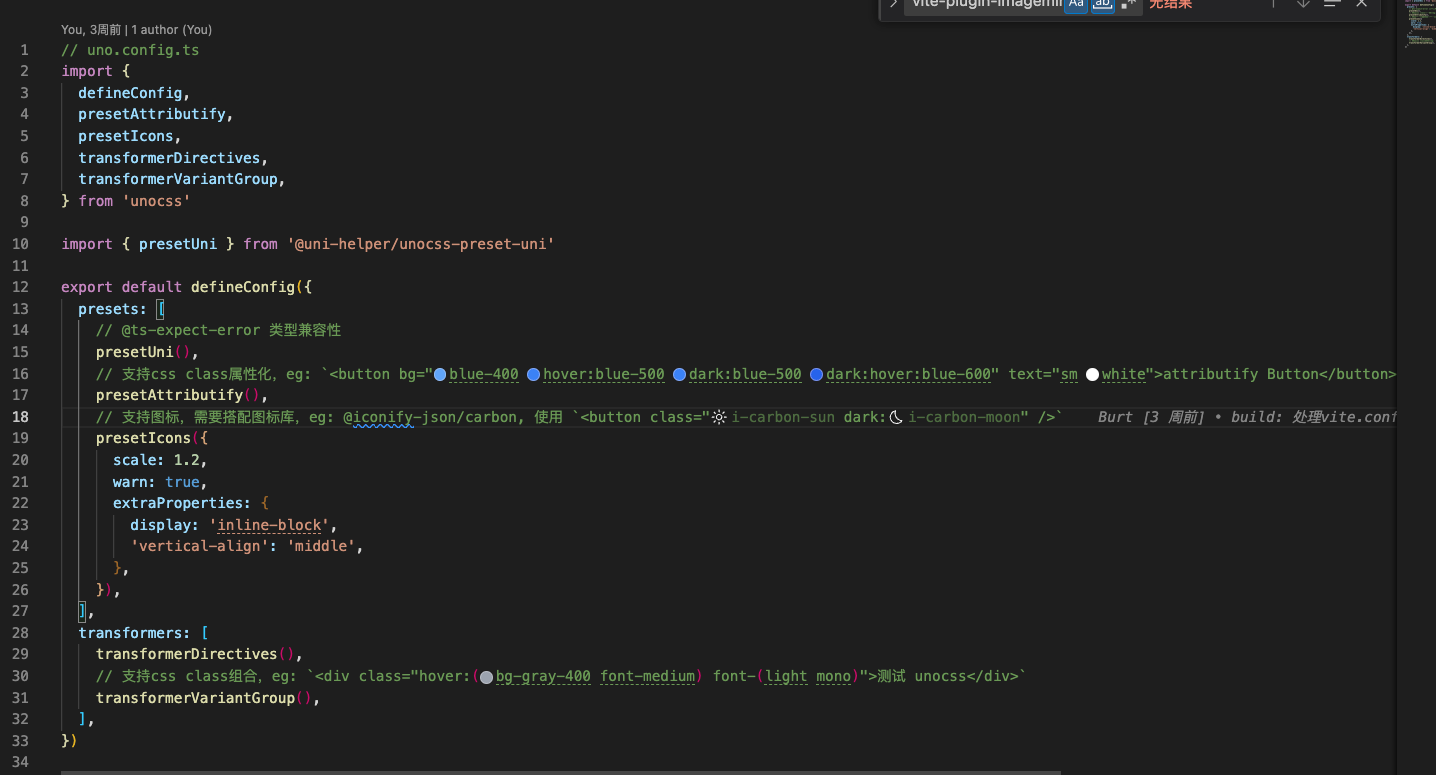 vite-plugin-imagemin Aa ab 无结果
You, 3周前 | 1 author (You)
1 // uno.config.ts
2 import {
3 defineConfig,
4 presetAttributify,
5 presetIcons,
6 transformerDirectives,
7 transformerVariantGroup,
8 } from 'unocss'
9
10 import { presetUni } from '@uni-helper/unocss-preset-uni'
11
12 export default defineConfig({
13 presets: [
14 // @ts-expect-error 类型兼容性
15 presetUni(),
16 // 支持css class属性化，eg: `<button bg="blue-400 hover:blue-500 dark:blue-500 dark:hover:blue-600" text="sm white">attributify Button</button>
17 presetAttributify(),
18 // 支持图标，需要搭配图标库，eg: @iconify-json/carbon, 使用 `<button class="i-carbon-sun dark:i-carbon-moon" />` Burt [3 周前] • build: 处理vite.conf
19 presetIcons({
20 scale: 1.2,
21 warn: true,
22 extraProperties: {
23 display: 'inline-block',
24 'vertical-align': 'middle',
25 },
26 }),
27 ],
28 transformers: [
29 transformerDirectives(),
30 // 支持css class组合，eg: `<div class="hover:(bg-gray-400 font-medium) font-(light mono)">测试 unocss</div>`
31 transformerVariantGroup(),
32 ],
33 })
34